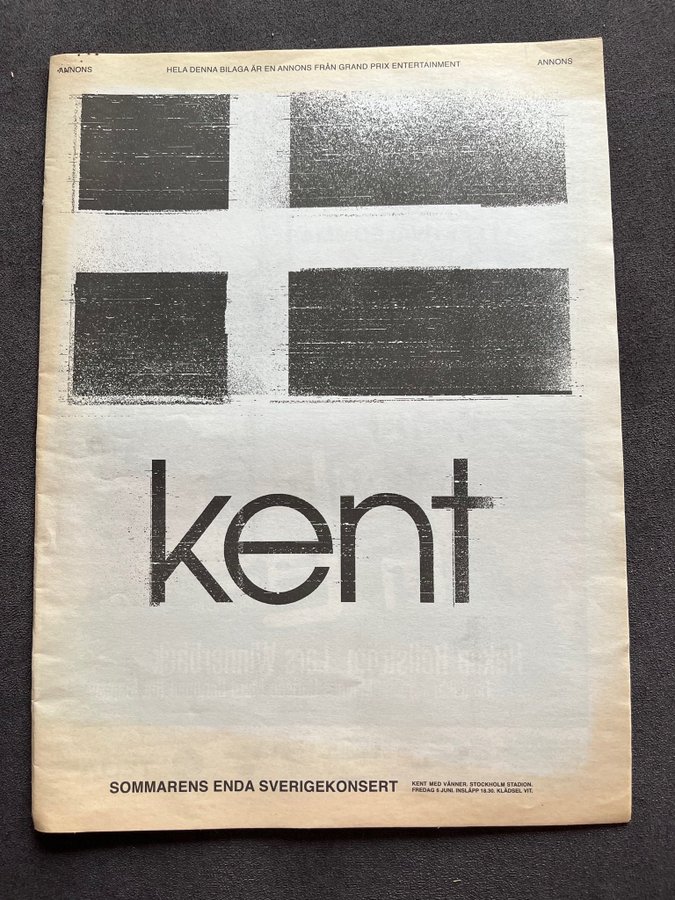 ANNONS
HELA DENNA BILAGA ÄR EN ANNONS FRÅN GRAND PRIX ENTERTAINMENT
ANNONS
kent
SOMMARENS ENDA SVERIGEKONSERT
KENT MED VÄNNER. STOCKHOLM STADION.
FREDAG 6 JUNI. INSLÄPP 18.30. KLÄDSEL VIT.